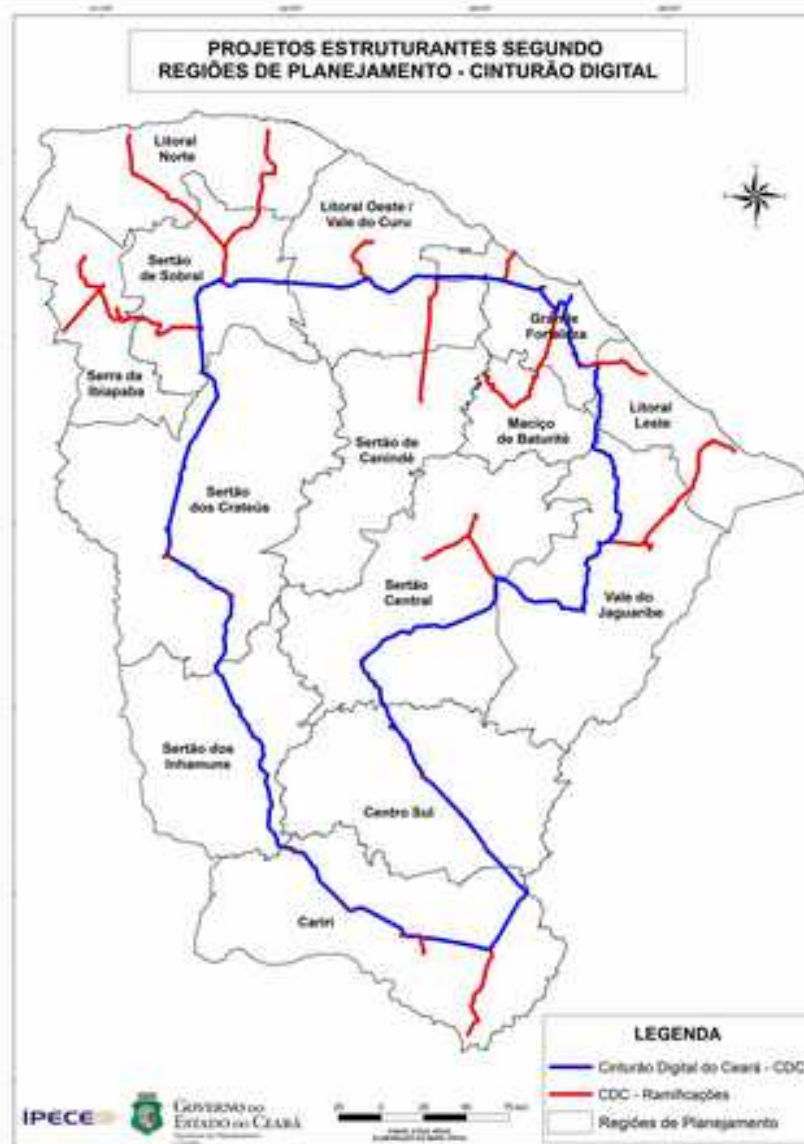 PROJETOS ESTRUTURANTES SEGUNDO
REGIÕES DE PLANEJAMENTO - CINTURÃO DIGITAL
Litoral
Norte
Litoral Oeste /
Vale do Curu
Sertão
de Sobral
Grande
Fortaleza
Serra da
Ibiapaba
Litoral
Leste
Maciço
de Baturité
Sertão de
Canindé
Sertão
dos Crateús
Sertão
Central
Vale do
Jaguaribe
Sertão dos
Inhamuns
Centro Sul
Cariri
LEGENDA
Cinturão Digital do Ceará - CDC
CDC - Ramificações
Regiões de Planejamento
IPECE
GOVERNO DO
ESTADO DO CEARÁ